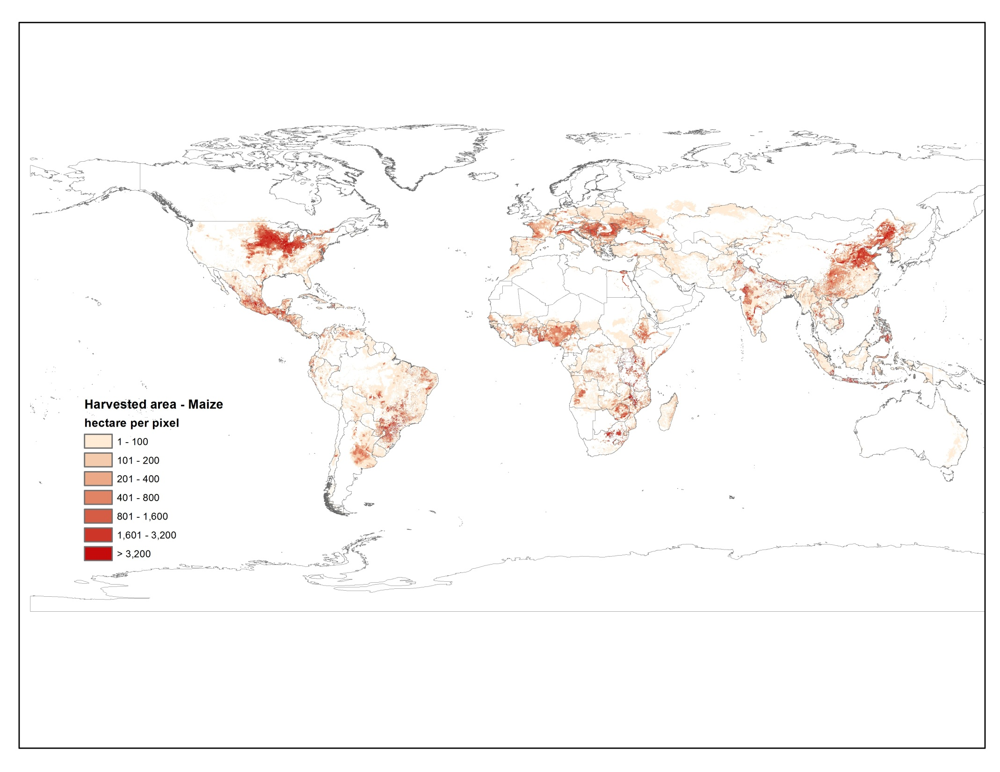 Harvested area - Maize
hectare per pixel
1 - 100
101 - 200
201 - 400
401 - 800
801 - 1,600
1,601 - 3,200
> 3,200